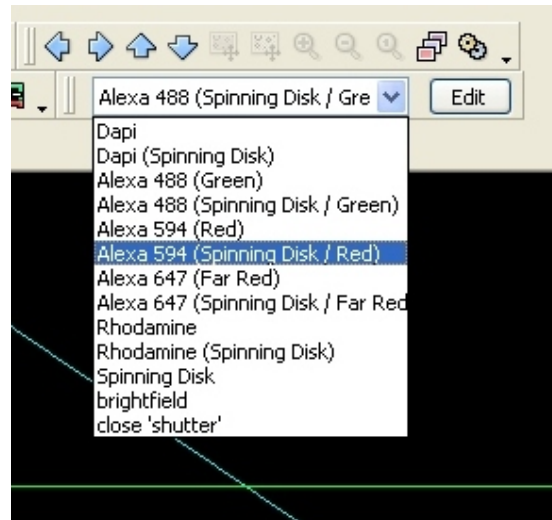 Alexa 488 (Spinning Disk / Gre
Edit
Dapi
Dapi (Spinning Disk)
Alexa 488 (Green)
Alexa 488 (Spinning Disk / Green)
Alexa 594 (Red)
Alexa 594 (Spinning Disk / Red)
Alexa 647 (Far Red)
Alexa 647 (Spinning Disk / Far Red
Rhodamine
Rhodamine (Spinning Disk)
Spinning Disk
brightfield
close 'shutter'